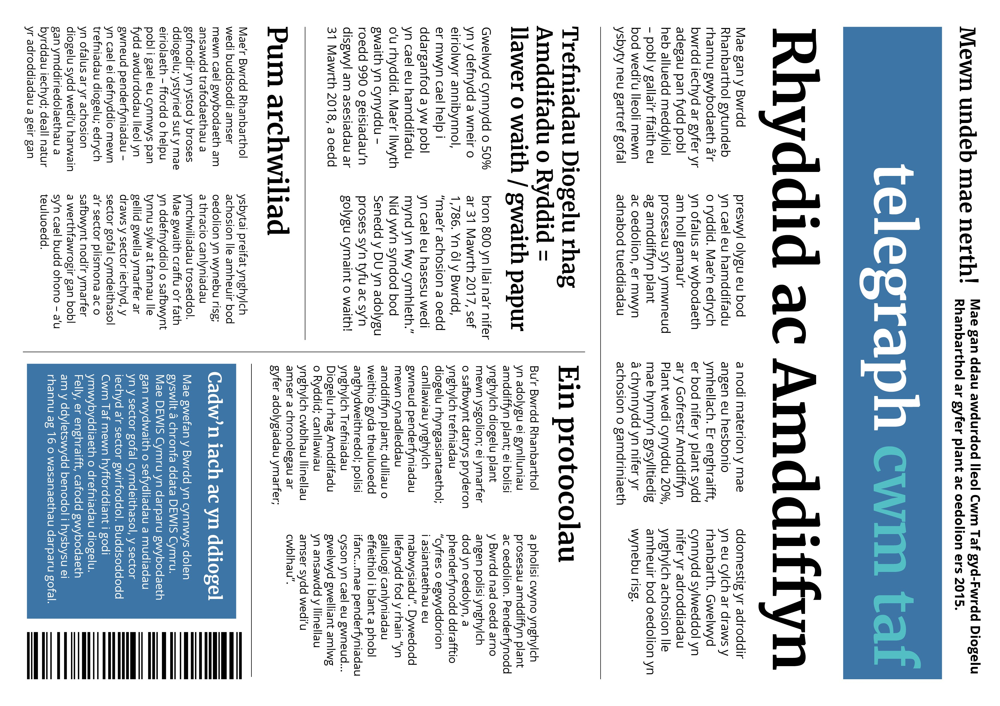 Mewn undeb mae nerth!
Mae gan ddau awdurdod lleol Cwm Taf gyd-Fwrdd Diogelu
Rhanbarthol ar gyfer plant ac oedolion ers 2015.
telegraph cwm taf
Rhyddid ac Amddiffyn
Mae gan y Bwrdd
Rhanbarthol gytundeb
rhannu gwybodaeth â’r
bwrdd iechyd ar gyfer yr
adegau pan fydd pobl
heb alluedd meddyliol
– pobl y gallai’r ffaith eu
bod wedi’u lleoli mewn
ysbyty neu gartref gofal
preswyl olygu eu bod
yn cael eu hamddifadu
o ryddid. Mae’n edrych
yn ofalus ar wybodaeth
am holl gamau’r
prosesau sy’n ymwneud
ag amddiffyn plant
ac oedolion, er mwyn
adnabod tueddiadau
a nodi materion y mae
angen eu hesbonio
ymhellach. Er enghraifft,
er bod nifer y plant sydd
ar y Gofrestr Amddiffyn
Plant wedi cynyddu 20%,
mae hynny’n gysylltiedig
â chynnydd yn nifer yr
achosion o gamdriniaeth
ddomestig yr adroddir
yn eu cylch ar draws y
rhanbarth. Gwelwyd
cynnydd sylweddol yn
nifer yr adroddiadau
ynghylch achosion lle
amheuir bod oedolion yn
wynebu risg.
Trefniadau Diogelu rhag
Amddifadu o Ryddid =
llawer o waith / gwaith papur
Gwelwyd cynnydd o 50%
yn y defnydd a wneir o
eiriolwyr annibynnol,
er mwyn cael help i
ddarganfod a yw pobl
yn cael eu hamddifadu
o’u rhyddid. Mae’r llwyth
gwaith yn cynyddu –
roedd 990 o geisiadau’n
disgwyl am asesiadau ar
31 Mawrth 2018, a oedd
bron 800 yn llai na’r nifer
ar 31 Mawrth 2017, sef
1,786. Yn ôl y Bwrdd,
“mae’r achosion a oedd
yn cael eu hasesu wedi
mynd yn fwy cymhleth.”
Nid yw’n syndod bod
Senedd y DU yn adolygu
proses sy’n tyfu ac sy’n
golygu cymaint o waith!
Pum archwiliad
Mae’r Bwrdd Rhanbarthol
wedi buddsoddi amser
mewn cael gwybodaeth am
ansawdd trafodaethau a
gofnodir yn ystod y broses
ddiogelu; ystyried sut y mae
eiriolaeth – ffordd o helpu
pobl i gael eu cynnwys pan
fydd awdurdodau lleol yn
gwneud penderfyniadau –
yn cael ei defnyddio mewn
trefniadau diogelu; edrych
yn ofalus ar yr achosion
diogelu sydd wedi’u harwain
gan ymddiriedolaethau a
byrddau iechyd; deall natur
yr adroddiadau a geir gan
ysbytai preifat ynghylch
achosion lle amheuir bod
oedolion yn wynebu risg;
a thracio canlyniadau
ymchwiliadau troseddol.
Mae gwaith craffu o’r fath
yn ddefnyddiol o safbwynt
tynnu sylw at fannau lle
gellid gwella ymarfer ar
draws y sector iechyd, y
sector gofal cymdeithasol
a’r sector plismona ac o
safbwynt nodi’r ymarfer
a werthfawrogir gan bobl
sy’n cael budd ohono – a’u
teuluoedd.
Ein protocolau
Bu’r Bwrdd Rhanbarthol
yn adolygu ei gynlluniau
amddiffyn plant; ei bolisi
ynghylch diogelu plant
mewn ysgolion; ei ymarfer
o safbwynt datrys pryderon
ynghylch trefniadau
diogelu rhyngasiantaethol;
canllawiau ynghylch
gwneud penderfyniadau
mewn cynadleddau
amddiffyn plant; dulliau o
weithio gyda theuluoedd
anghydweithredol; polisi
ynghylch Trefniadau
Diogelu rhag Amddifadu
o Ryddid; canllawiau
ynghylch cwblhau llinellau
amser a chronolegau ar
gyfer adolygiadau ymarfer;
a pholisi cwyno ynghylch
prosesau amddiffyn plant
ac oedolion. Penderfynodd
y Bwrdd nad oedd arno
angen polisi ynghylch
dod yn oedolyn, a
phenderfynodd ddrafftio
“cyfres o egwyddorion
i asiantaethau eu
mabwysiadu”. Dywedodd
llefarydd fod y rhain “yn
galluogi canlyniadau
effeithiol i blant a phobl
ifanc...mae penderfyniadau
cyson yn cael eu gwneud...
gwelwyd gwelliant amlwg
yn ansawdd y llinellau
amser sydd wedi’u
cwblhau”.
Cadw’n iach ac yn ddiogel
Mae gwefan y Bwrdd yn cynnwys dolen
gyswllt â chronfa ddata DEWIS Cymru.
Mae DEWIS Cymru yn darparu gwybodaeth
gan rwydwaith o sefydliadau a mudiadau
yn y sector gofal cymdeithasol, y sector
iechyd a’r sector gwirfoddol. Buddsoddodd
Cwm Taf mewn hyfforddiant i godi
ymwybyddiaeth o drefniadau diogelu.
Felly, er enghraifft, cafodd gwybodaeth
am y ddyletswydd benodol i hysbysu ei
rhannu ag 16 o wasanaethau darparu gofal.